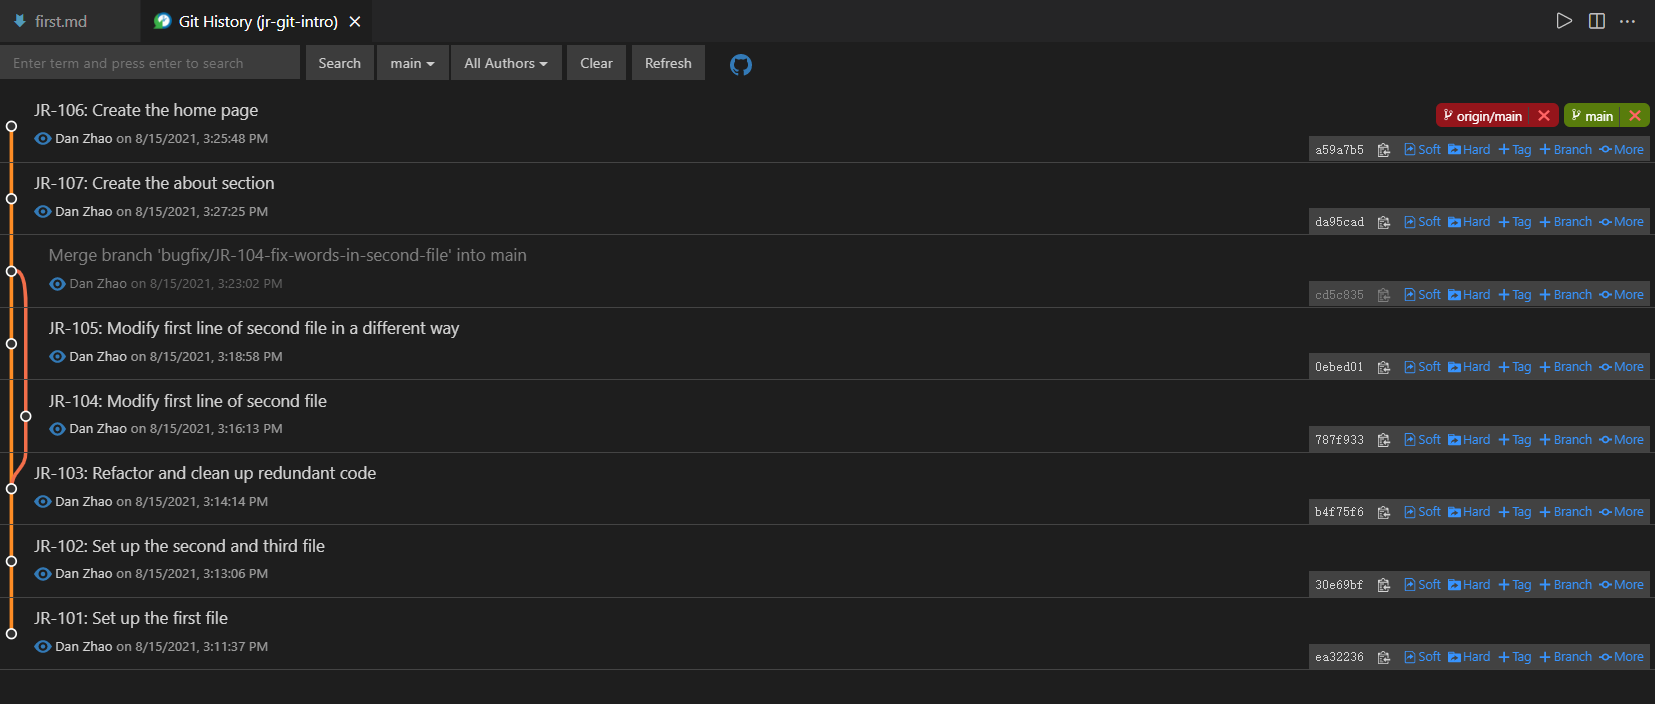 first.md Git History (jr-git-intro)
Enter term and press enter to search Search main All Authors Clear Refresh
JR-106: Create the home page origin/main main
Dan Zhao on 8/15/2021, 3:25:48 PM
a59a7b5 Soft Hard Tag Branch More
JR-107: Create the about section
Dan Zhao on 8/15/2021, 3:27:25 PM
da95cad Soft Hard Tag Branch More
Merge branch 'bugfix/JR-104-fix-words-in-second-file' into main
Dan Zhao on 8/15/2021, 3:23:02 PM
cd5c835 Soft Hard Tag Branch More
JR-105: Modify first line of second file in a different way
Dan Zhao on 8/15/2021, 3:18:58 PM
0ebed01 Soft Hard Tag Branch More
JR-104: Modify first line of second file
Dan Zhao on 8/15/2021, 3:16:13 PM
787f933 Soft Hard Tag Branch More
JR-103: Refactor and clean up redundant code
Dan Zhao on 8/15/2021, 3:14:14 PM
b4f75f6 Soft Hard Tag Branch More
JR-102: Set up the second and third file
Dan Zhao on 8/15/2021, 3:13:06 PM
30e69bf Soft Hard Tag Branch More
JR-101: Set up the first file
Dan Zhao on 8/15/2021, 3:11:37 PM
ea32236 Soft Hard Tag Branch More